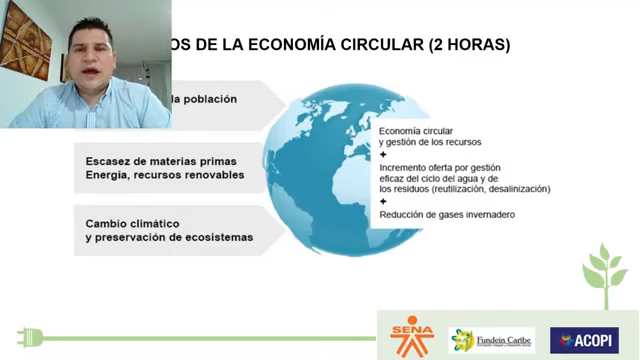 OS DE LA ECONOMÍA CIRCULAR (2 HORAS)
la población
Escasez de materias primas
Energía, recursos renovables
Cambio climático
y preservación de ecosistemas
Economía circular
y gestión de los recursos
+
Incremento oferta por gestión
eficaz del ciclo del agua y de
los residuos (reutilización, desalinización)
+
Reducción de gases invernadero
SENA
Fundein Caribe
ACOPI